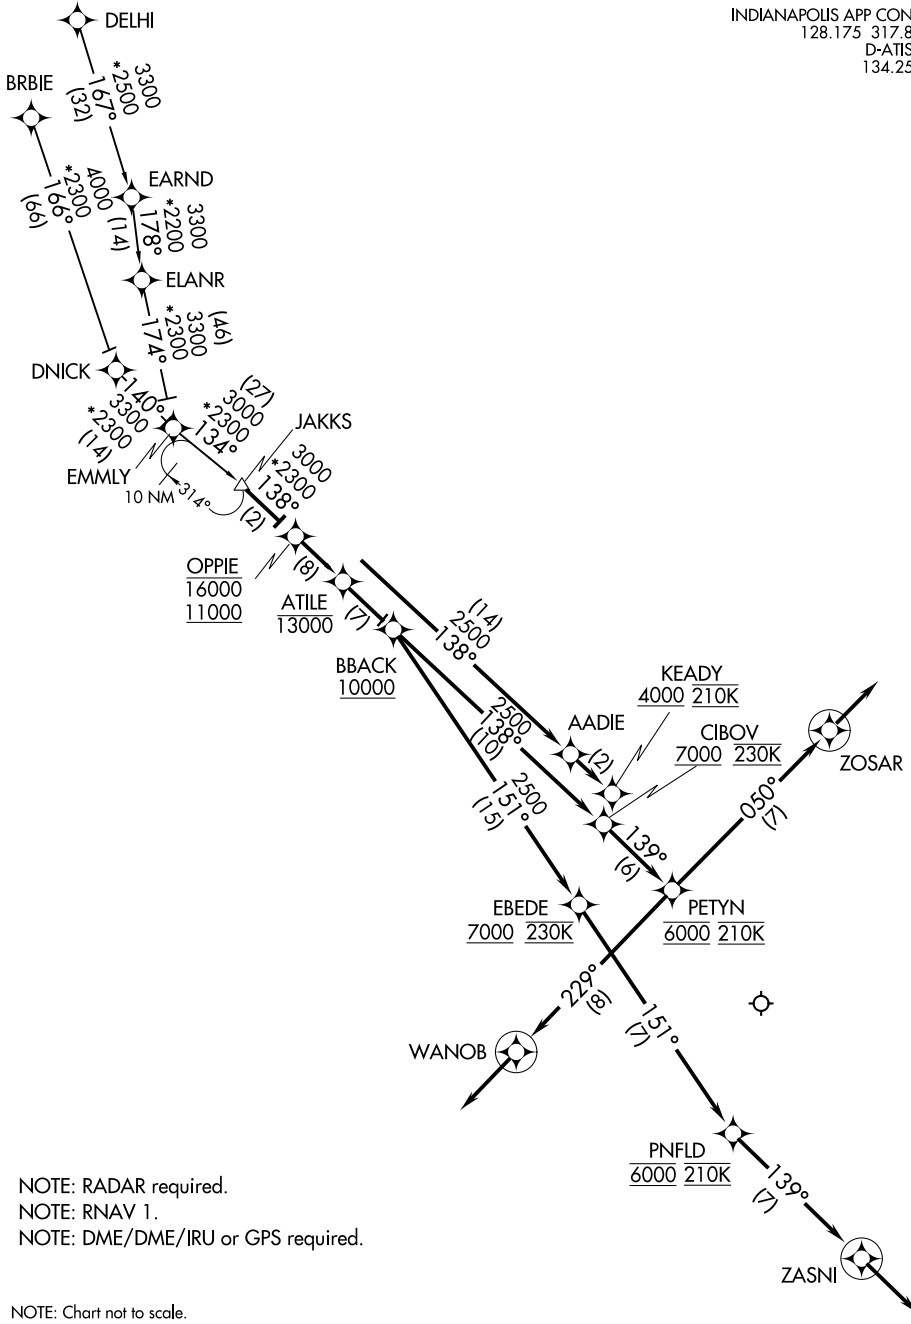 INDIANAPOLIS APP CON
128.175 317.8
D-ATIS
134.25
DELHI
3300
*2500
167°
(32)
BRBIE
4000
*2300
166°
(66)
EARND
3300
*2200
178°
(14)
ELANR
(46)
3300
*2300
174°
DNICK
140°
3300
*2300
(14)
EMMLY
(27)
3000
*2300
134°
JAKKS
10 NM
314°
3000
*2300
138°
(2)
OPPIE
16000
11000
(8)
ATILE
13000
(7)
BBACK
10000
(14)
2500
138°
KEADY
4000 210K
AADIE
(2)
CIBOV
7000 230K
2500
138°
(10)
2500
151°
(15)
ZOSAR
050°
(7)
139°
(6)
EBEDE
7000 230K
PETYN
6000 210K
229°
(8)
WANOB
151°
(7)
PNFLD
6000 210K
139°
(7)
ZASNI
NOTE: RADAR required.
NOTE: RNAV 1.
NOTE: DME/DME/IRU or GPS required.
NOTE: Chart not to scale.